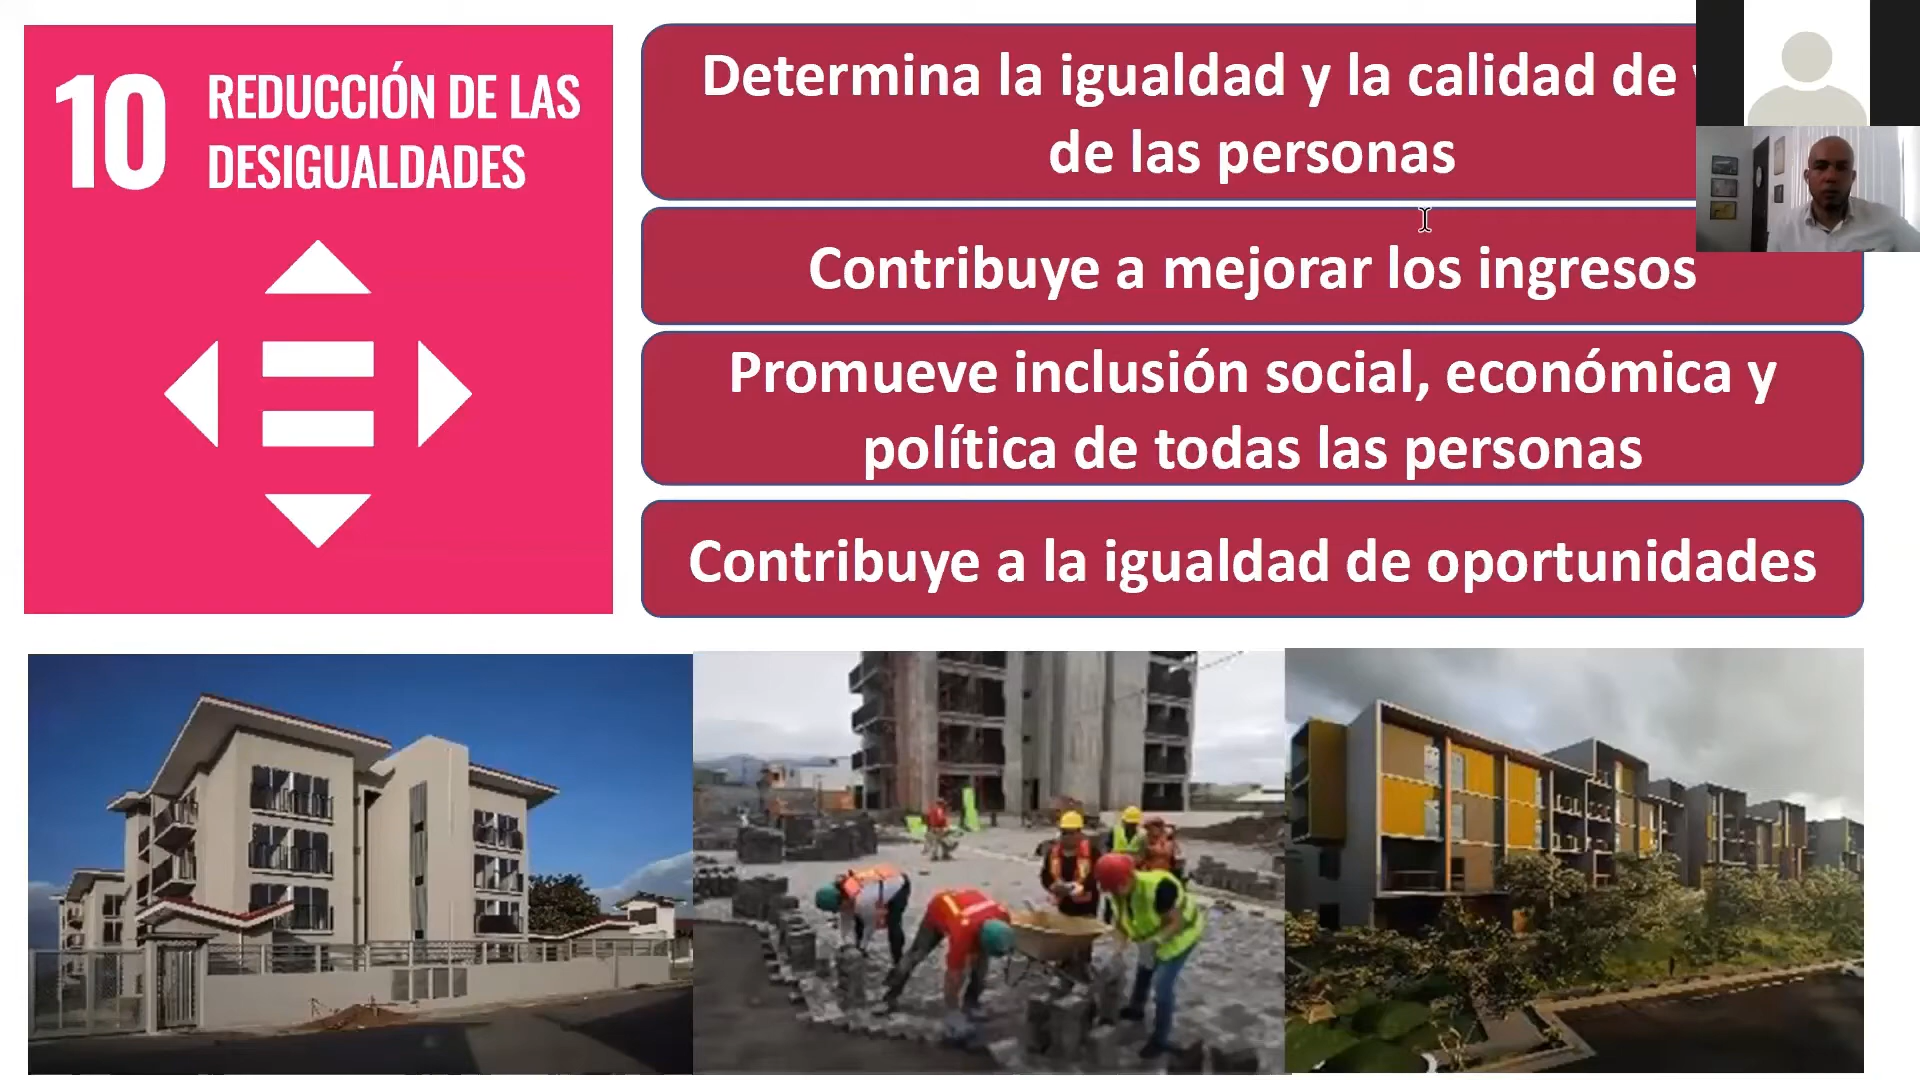 10 REDUCCIÓN DE LAS
DESIGUALDADES
Determina la igualdad y la calidad de
de las personas
Contribuye a mejorar los ingresos
Promueve inclusión social, económica y
política de todas las personas
Contribuye a la igualdad de oportunidades